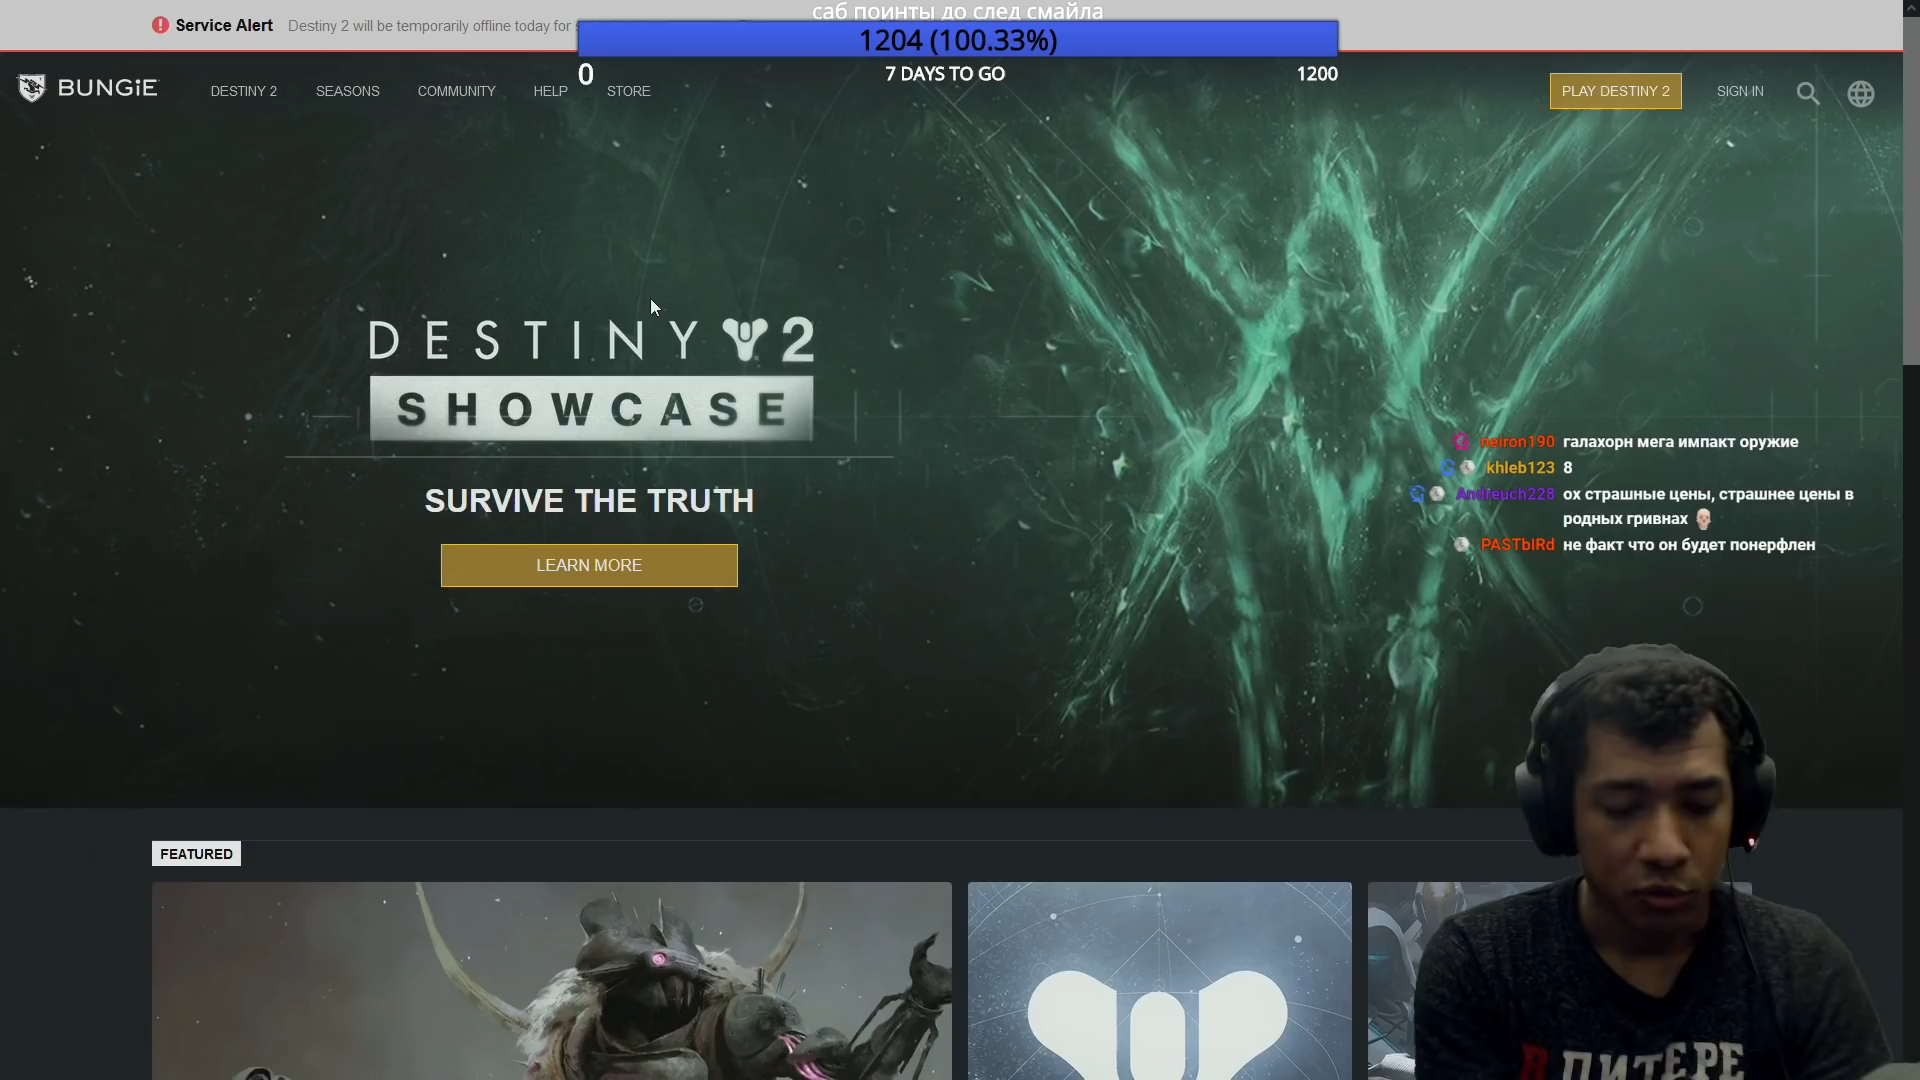 саб поинты до след смайла
Service Alert Destiny 2 will be temporarily offline today for
1204 (100.33%)
0 7 DAYS TO GO 1200
BUNGiE DESTINY 2 SEASONS COMMUNITY HELP STORE PLAY DESTINY 2 SIGN IN
DESTINY 2
SHOWCASE
SURVIVE THE TRUTH
LEARN MORE
neiron190 галахорн мега импакт оружие
khleb123 8
Andreuch228 ох страшные цены, страшнее цены в
родных гривнах
PASTbIRd не факт что он будет понерфлен
FEATURED
В ПИТЕРЕ